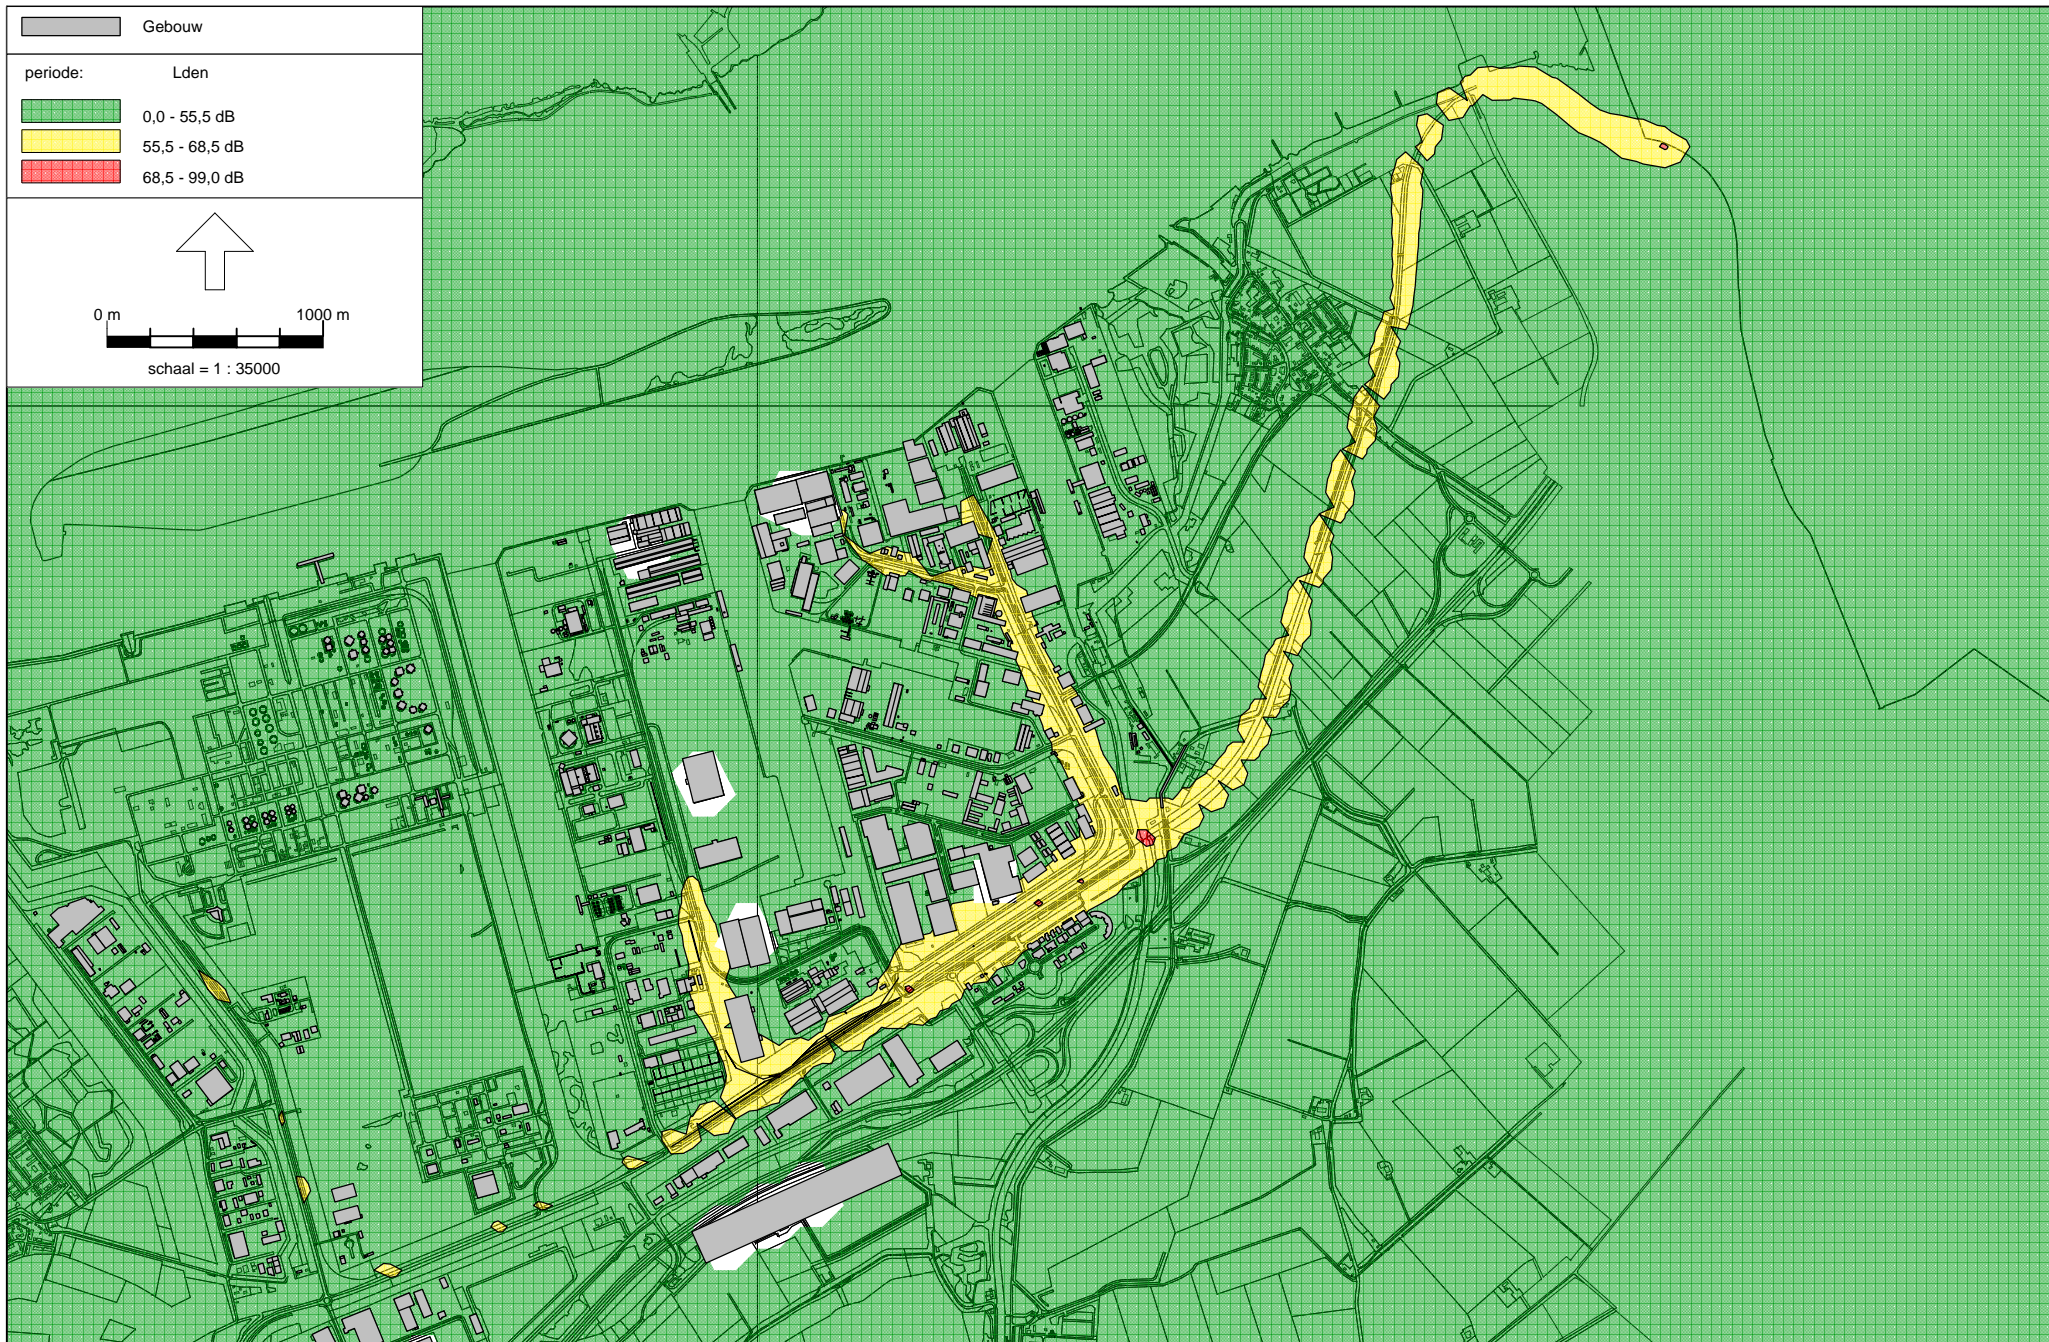 Gebouw
periode: Lden
0,0 - 55,5 dB
55,5 - 68,5 dB
68,5 - 99,0 dB
0 m 1000 m
schaal = 1 : 35000